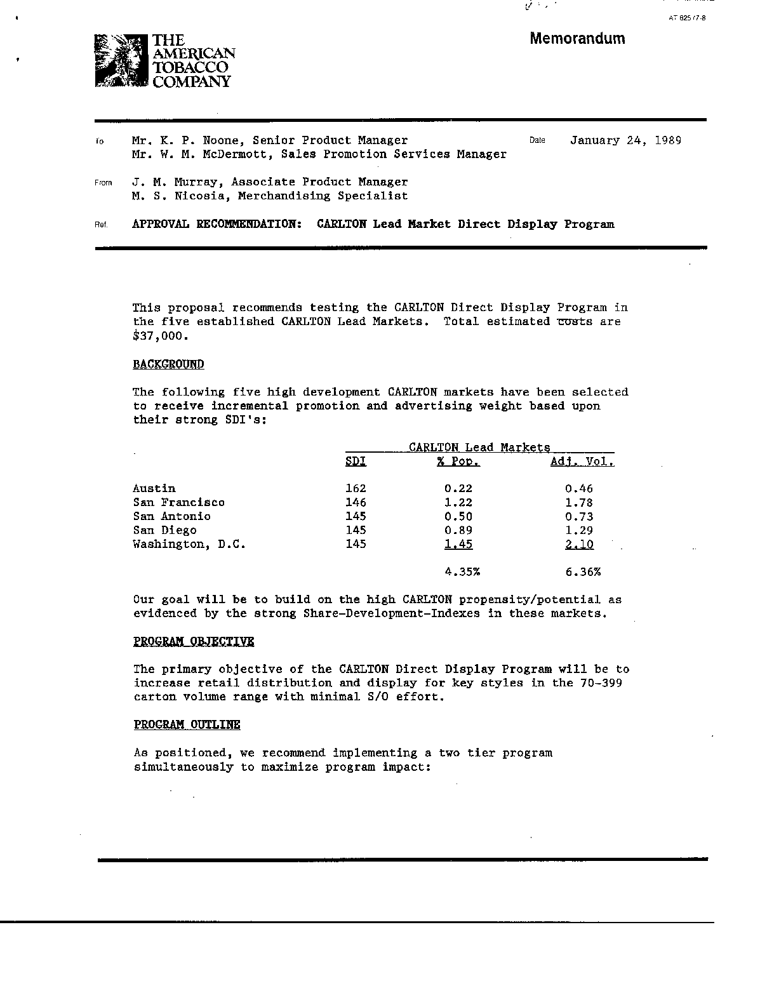 AT 825 /7-8
Memorandum
THE
AMERICAN
TOBACCO
COMPANY
To Mr. K. P. Noone, Senior Product Manager Date January 24, 1989
Mr. W. M. McDermott, Sales Promotion Services Manager
From J. M. Murray, Associate Product Manager
M. S. Nicosia, Merchandising Specialist
Ref. APPROVAL RECOMMENDATION: CARLTON Lead Market Direct Display Program
This proposal recommends testing the CARLTON Direct Display Program in
the five established CARLTON Lead Markets. Total estimated costs are
$37,000.
BACKGROUND
The following five high development CARLTON markets have been selected
to receive incremental promotion and advertising weight based upon
their strong SDI's:
CARLTON Lead Markets
SDI % Pop. Adj. Vol.
Austin 162 0.22 0.46
San Francisco 146 1.22 1.78
San Antonio 145 0.50 0.73
San Diego 145 0.89 1.29
Washington, D.C. 145 1.45 2.10
4.35% 6.36%
Our goal will be to build on the high CARLTON propensity/potential as
evidenced by the strong Share-Development-Indexes in these markets.
PROGRAM OBJECTIVE
The primary objective of the CARLTON Direct Display Program will be to
increase retail distribution and display for key styles in the 70-399
carton volume range with minimal S/O effort.
PROGRAM OUTLINE
As positioned, we recommend implementing a two tier program
simultaneously to maximize program impact: